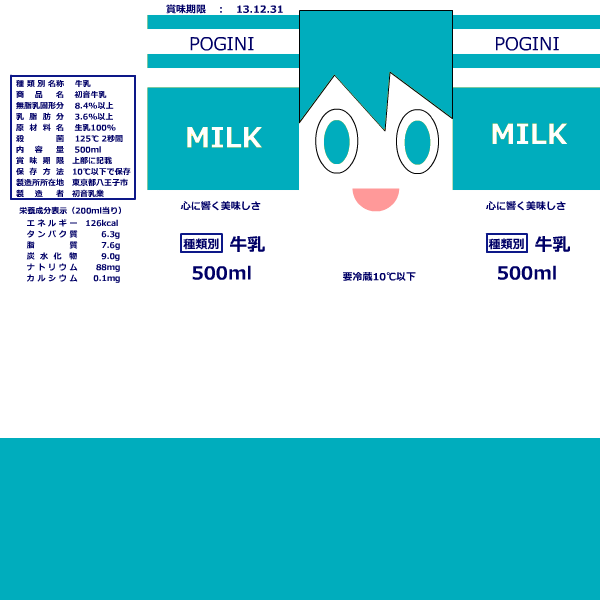 賞味期限 : 13.12.31
POGINI
MILK
心に響く美味しさ
種類別 牛乳
500ml
要冷蔵10℃以下
POGINI
MILK
心に響く美味しさ
種類別 牛乳
500ml
種類別名称 牛乳
商品名 初音牛乳
無脂乳固形分 8.4%以上
乳脂肪分 3.6%以上
原材料名 生乳100%
殺菌 125℃ 2秒間
内容量 500ml
賞味期限 上部に記載
保存方法 10℃以下で保存
製造所所在地 東京都八王子市
製造者 初音乳業
栄養成分表示（200ml当り）
エネルギー 126kcal
タンパク質 6.3g
脂質 7.6g
炭水化物 9.0g
ナトリウム 88mg
カルシウム 0.1mg